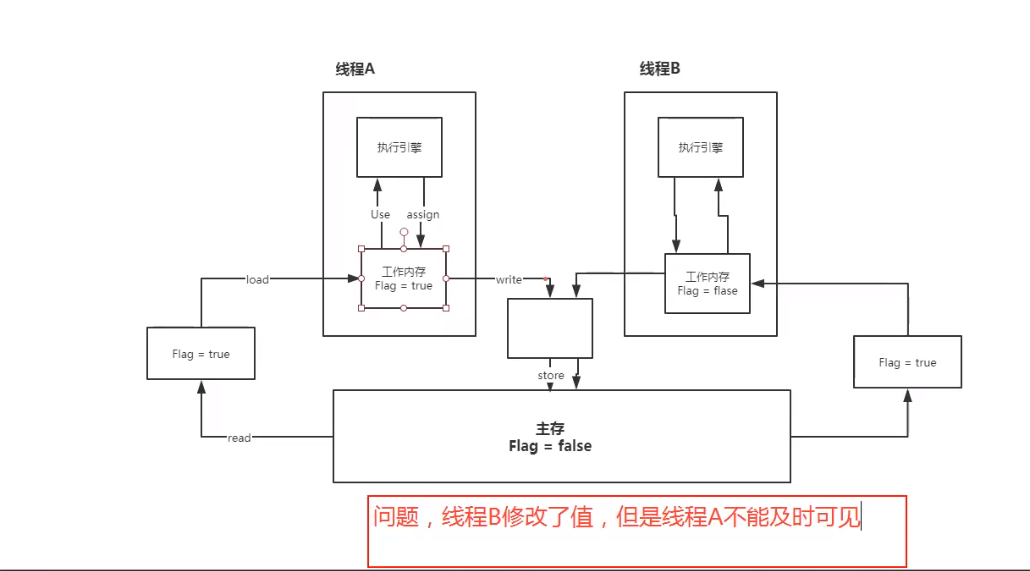 线程A
线程B
执行引擎
执行引擎
Use
assign
工作内存
Flag = true
工作内存
Flag = flase
load
write
Flag = true
Flag = true
store
read
主存
Flag = false
问题，线程B修改了值，但是线程A不能及时可见